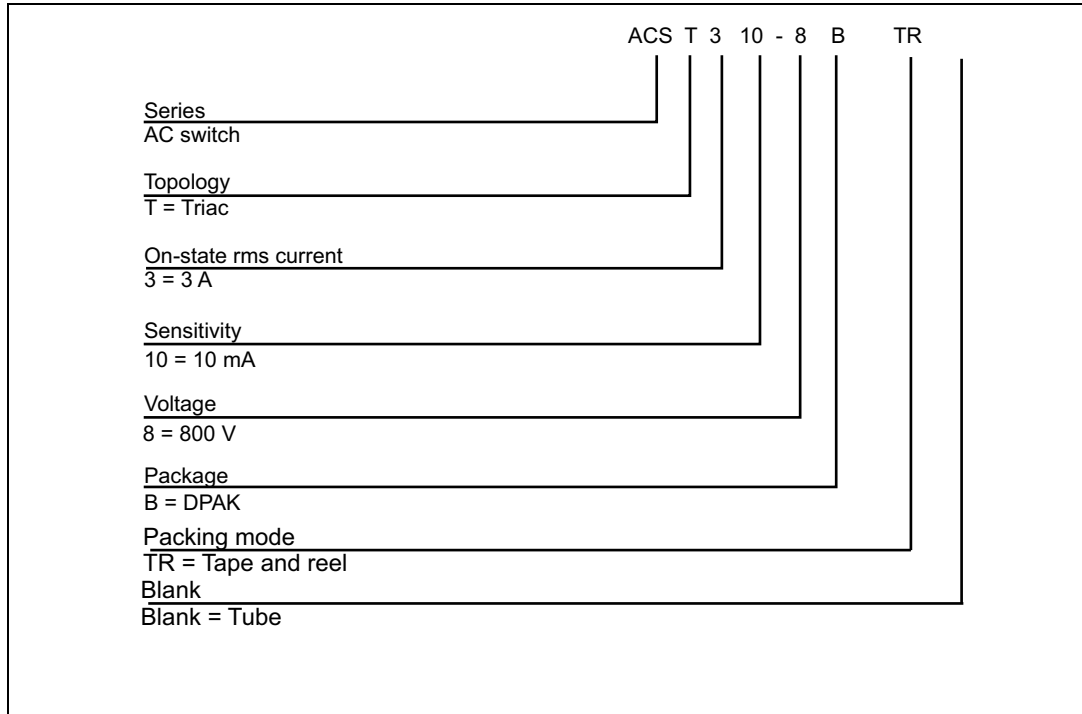 ACS T 3 10 - 8 B TR
Series
AC switch
Topology
T = Triac
On-state rms current
3 = 3 A
Sensitivity
10 = 10 mA
Voltage
8 = 800 V
Package
B = DPAK
Packing mode
TR = Tape and reel
Blank
Blank = Tube